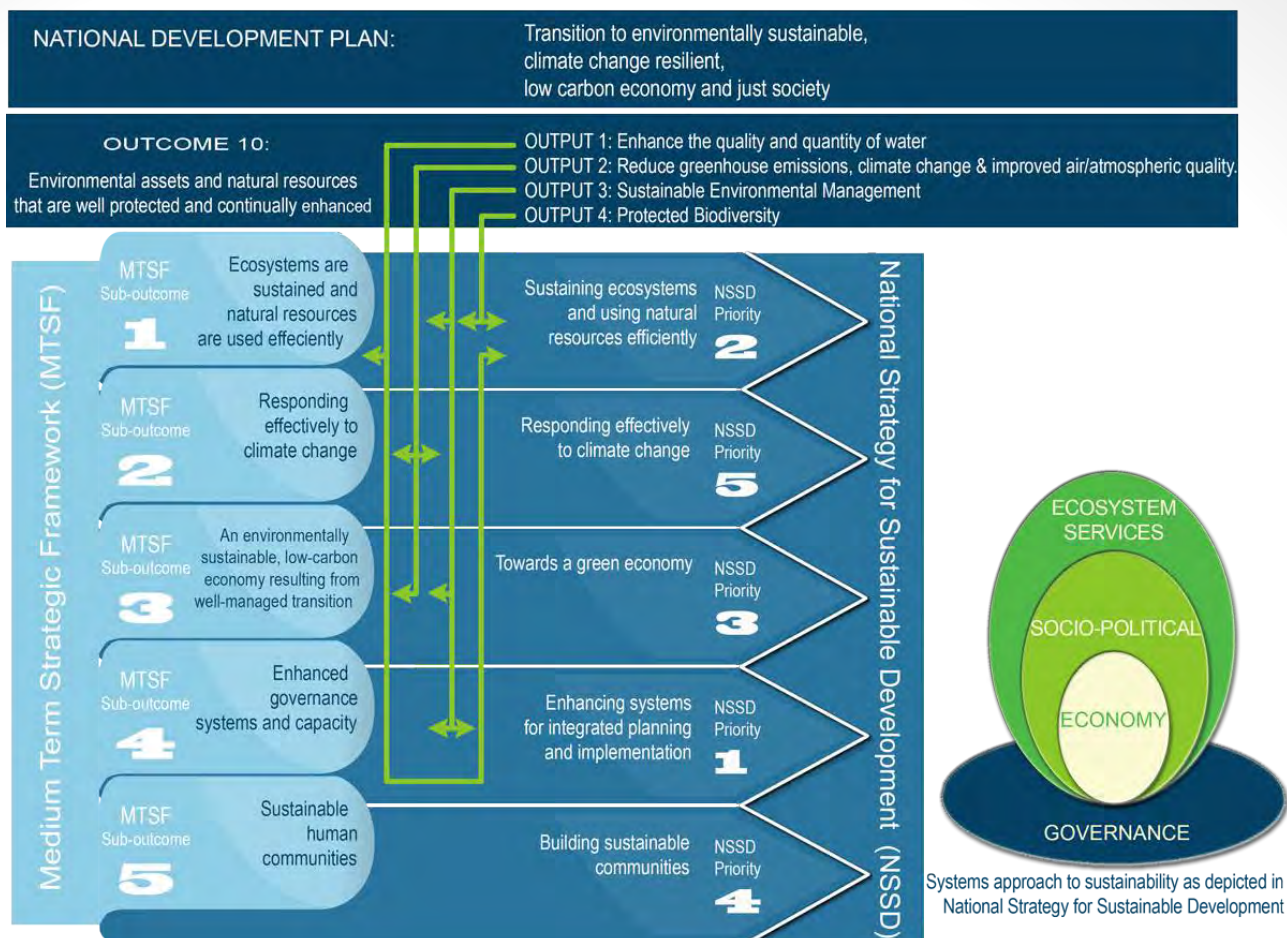 NATIONAL DEVELOPMENT PLAN:
Transition to environmentally sustainable,
climate change resilient,
low carbon economy and just society
OUTCOME 10:
Environmental assets and natural resources
that are well protected and continually enhanced
OUTPUT 1: Enhance the quality and quantity of water
OUTPUT 2: Reduce greenhouse emissions, climate change & improved air/atmospheric quality.
OUTPUT 3: Sustainable Environmental Management
OUTPUT 4: Protected Biodiversity
Medium Term Strategic Framework (MTSF)
MTSF
Sub-outcome
1
Ecosystems are
sustained and
natural resources
are used effeciently
Sustaining ecosystems
and using natural
resources efficiently
NSSD
Priority
2
MTSF
Sub-outcome
2
Responding
effectively to
climate change
Responding effectively
to climate change
NSSD
Priority
5
MTSF
Sub-outcome
3
An environmentally
sustainable, low-carbon
economy resulting from
well-managed transition
Towards a green economy
NSSD
Priority
3
MTSF
Sub-outcome
4
Enhanced
governance
systems and capacity
Enhancing systems
for integrated planning
and implementation
NSSD
Priority
1
MTSF
Sub-outcome
5
Sustainable
human
communities
Building sustainable
communities
NSSD
Priority
4
National Strategy for Sustainable Development (NSSD)
ECOSYSTEM
SERVICES
SOCIO-POLITICAL
ECONOMY
GOVERNANCE
Systems approach to sustainability as depicted in
National Strategy for Sustainable Development